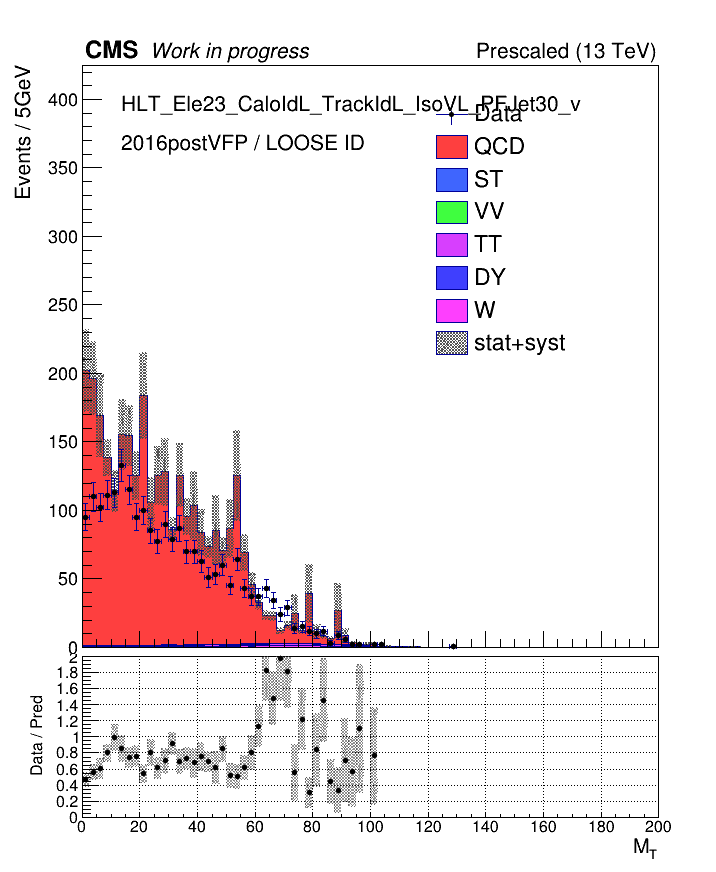 CMS Work in progress Prescaled (13 TeV)
Events / 5GeV
HLT_Ele23_CaloIdL_TrackIdL_IsoVL_PFJet30_v
2016postVFP / LOOSE ID
Data
QCD
ST
VV
TT
DY
W
stat+syst
400
350
300
250
200
150
100
50
0
Data / Pred
2
1.8
1.6
1.4
1.2
1
0.8
0.6
0.4
0.2
0
0 20 40 60 80 100 120 140 160 180 200
M_T